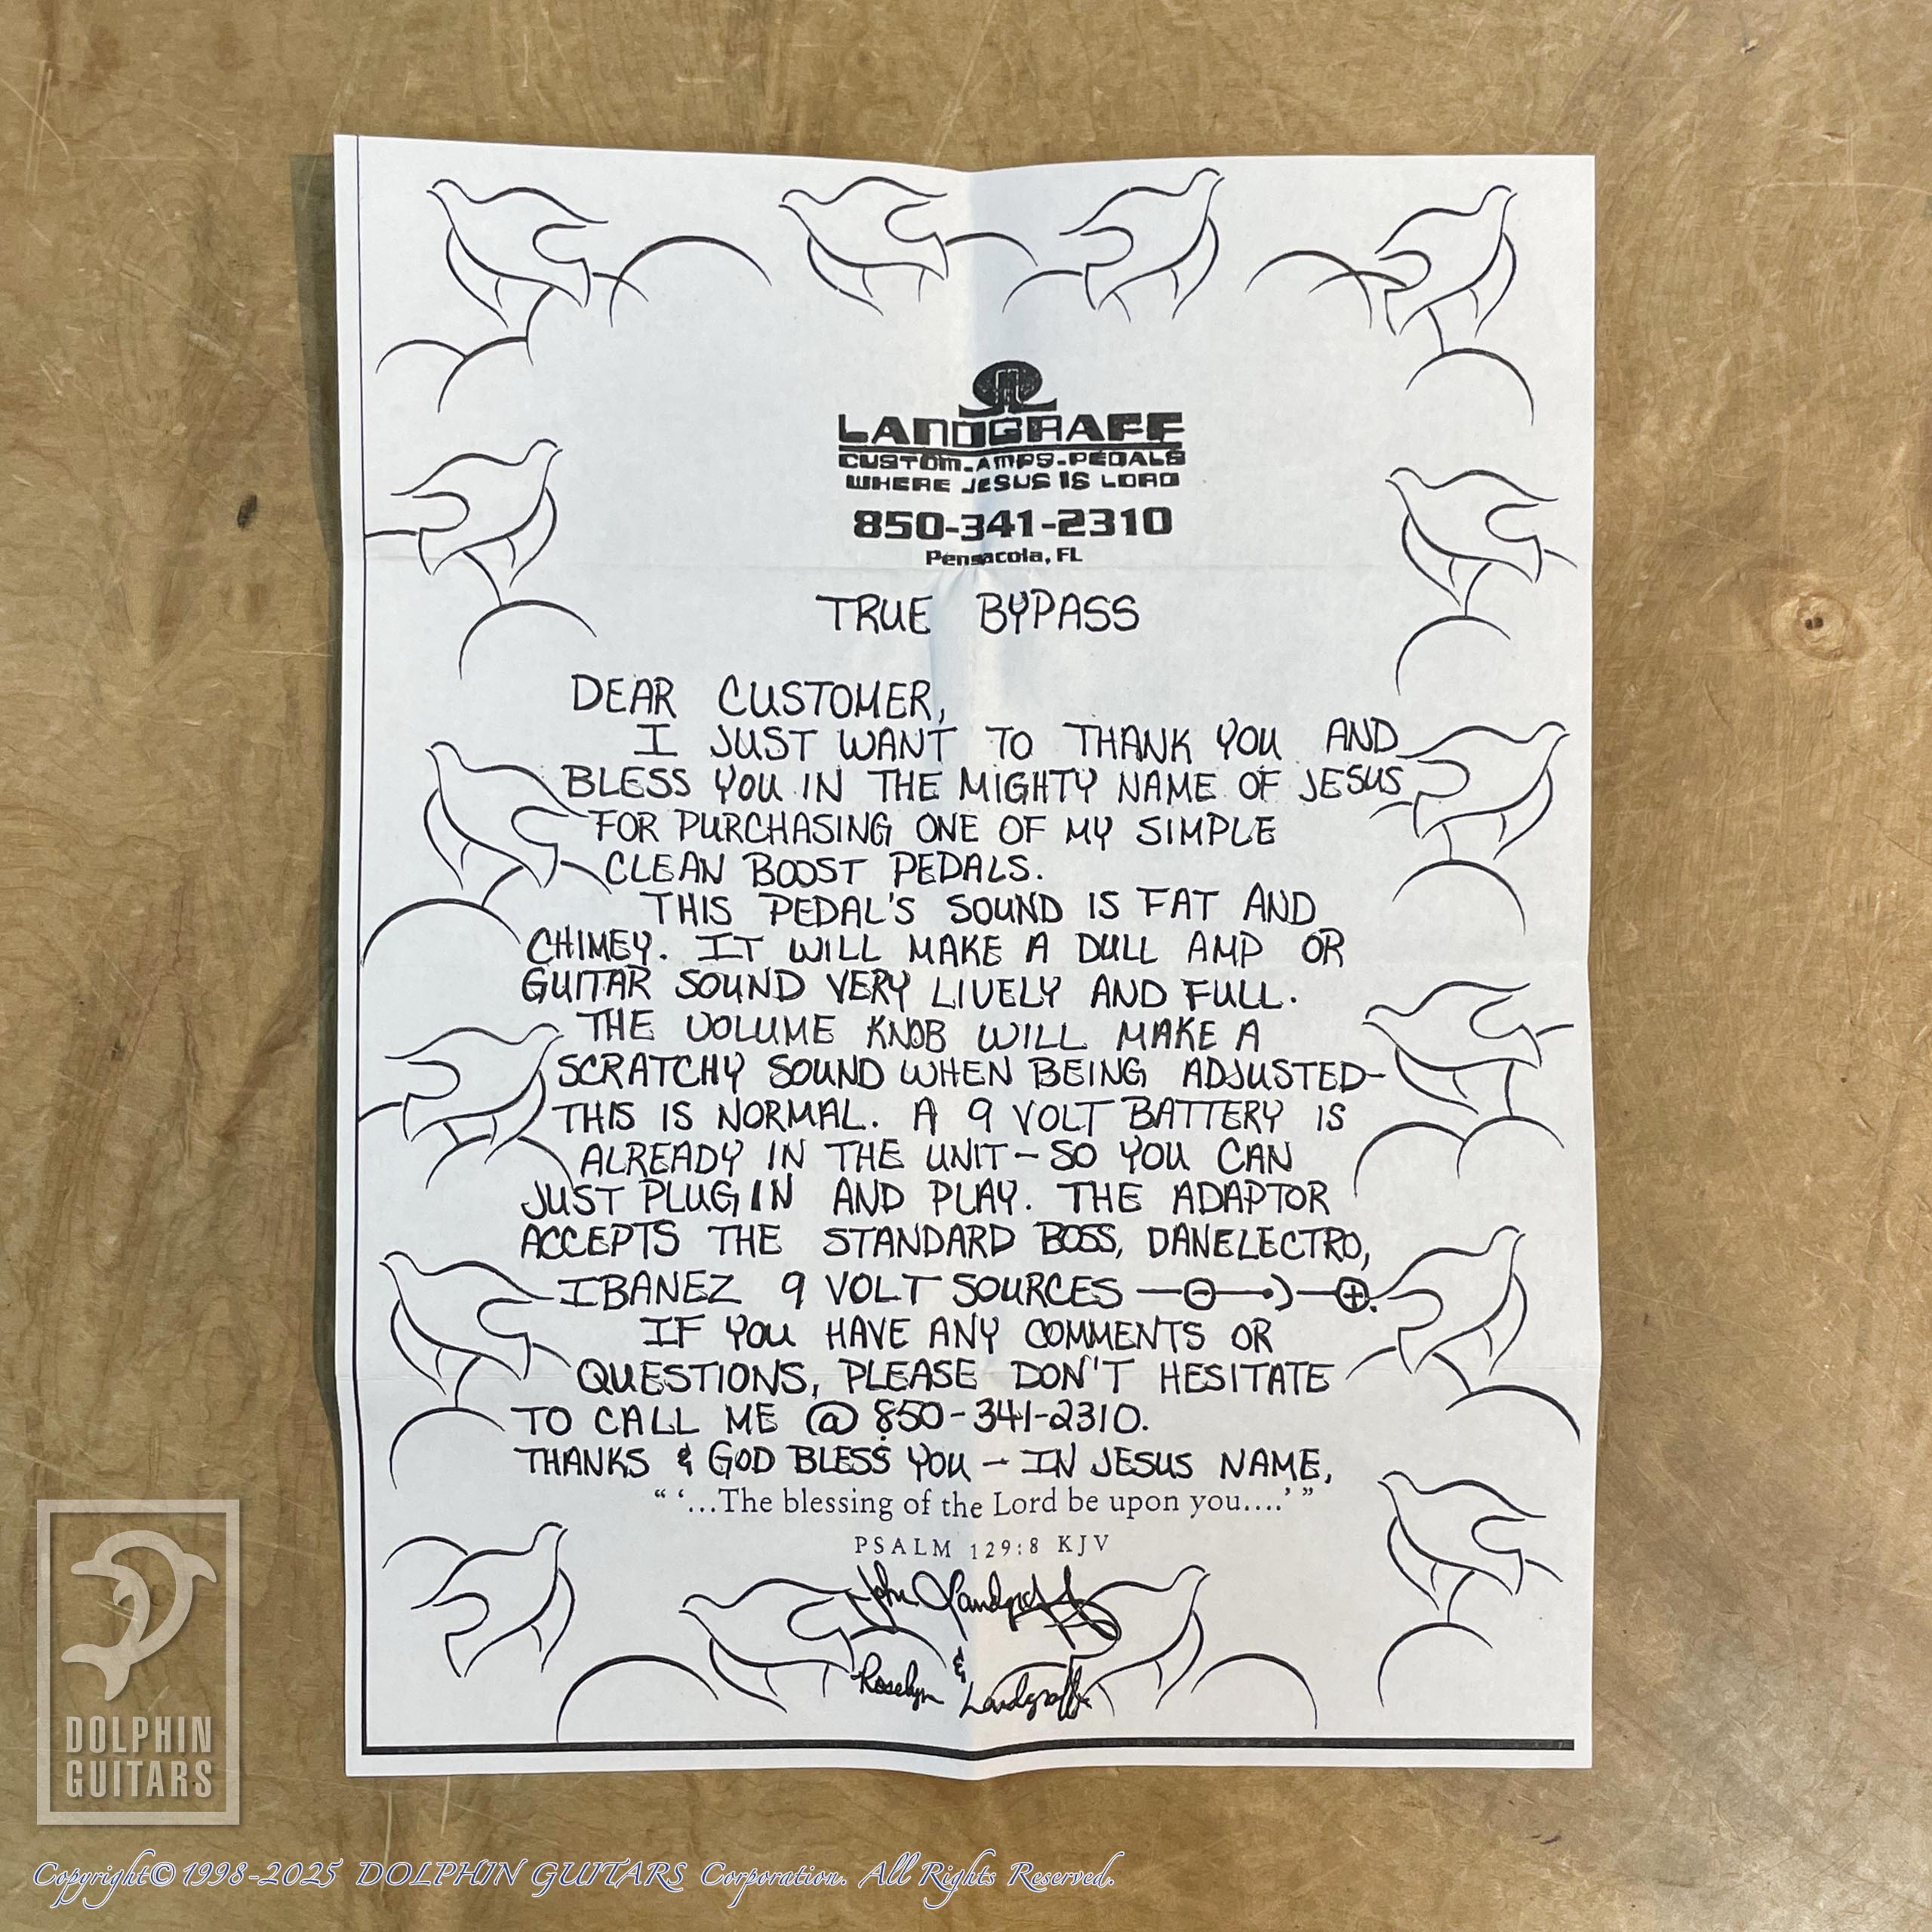 LANDGRAFF
CUSTOM-AMPS-PEDALS
WHERE JESUS IS LORD
850-341-2310
Pensacola, FL
TRUE BYPASS
DEAR CUSTOMER,
I JUST WANT TO THANK YOU AND
BLESS YOU IN THE MIGHTY NAME OF JESUS
FOR PURCHASING ONE OF MY SIMPLE
CLEAN BOOST PEDALS.
THIS PEDAL'S SOUND IS FAT AND
CHIMEY. IT WILL MAKE A DULL AMP OR
GUITAR SOUND VERY LIVELY AND FULL.
THE VOLUME KNOB WILL MAKE A
SCRATCHY SOUND WHEN BEING ADJUSTED-
THIS IS NORMAL. A 9 VOLT BATTERY IS
ALREADY IN THE UNIT - SO YOU CAN
JUST PLUG IN AND PLAY. THE ADAPTOR
ACCEPTS THE STANDARD BOSS, DANELECTRO,
IBANEZ 9 VOLT SOURCES
IF YOU HAVE ANY COMMENTS OR
QUESTIONS, PLEASE DON'T HESITATE
TO CALL ME @ 850-341-2310.
THANKS & GOD BLESS YOU - IN JESUS NAME,
“ ‘...The blessing of the Lord be upon you....’ ”
PSALM 129:8 KJV
John Landgraff
&
Roselyn Landgraff
DOLPHIN
GUITARS
Copyright© 1998-2025 DOLPHIN GUITARS Corporation. All Rights Reserved.